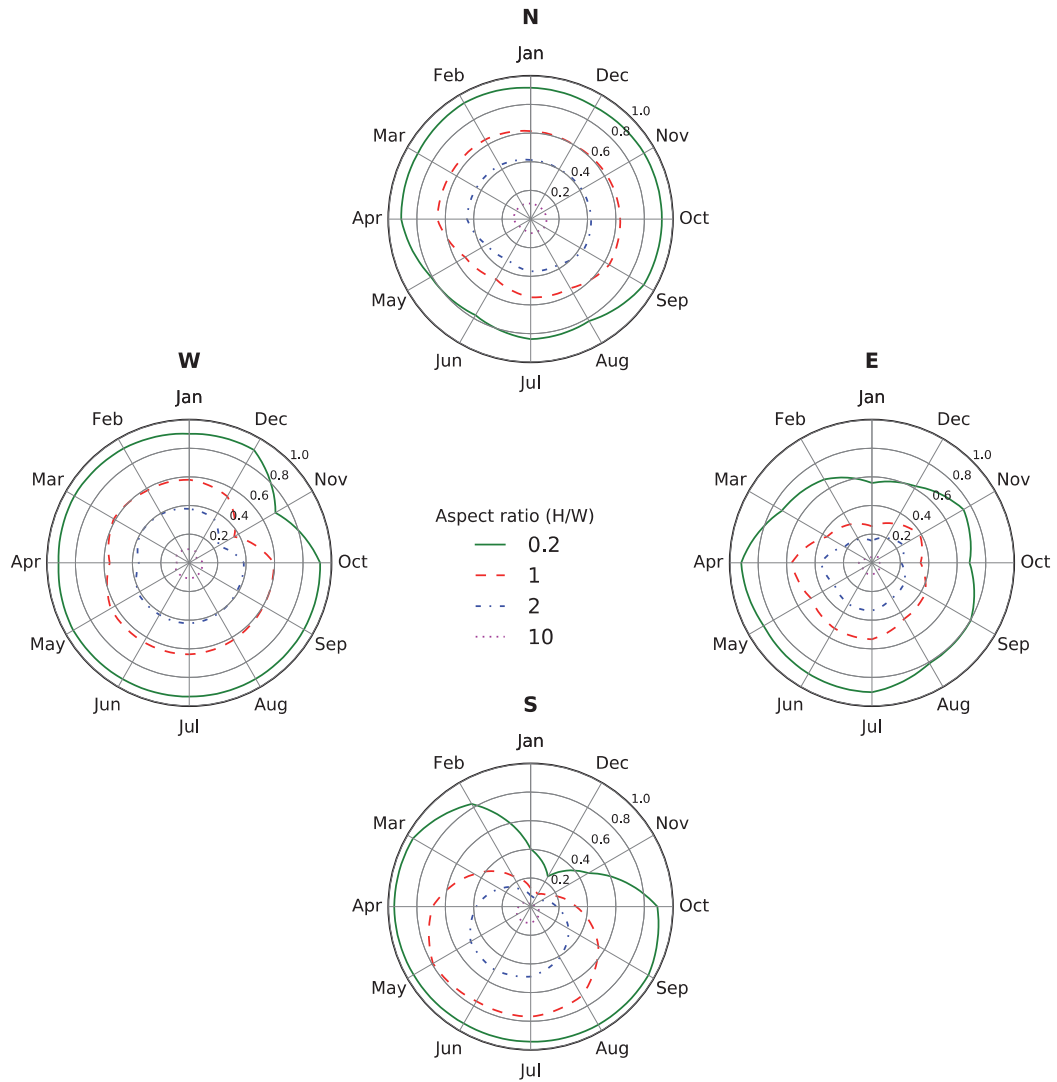 N
Jan
Feb Dec
1.0
Mar 0.8 Nov
0.6
0.4
0.2
Apr Oct
May Sep
Jun Aug
Jul
W E
Jan Jan
Feb Dec Feb Dec
1.0 1.0
Mar 0.8 Nov Mar 0.8 Nov
0.6 0.6
0.4 0.4
0.2 0.2
Aspect ratio (H/W)
0.2
Apr Oct Apr Oct
1
2
May Sep May Sep
10
Jun Aug Jun Aug
Jul Jul
S
Jan
Feb Dec
1.0
Mar 0.8 Nov
0.6
0.4
0.2
Apr Oct
May Sep
Jun Aug
Jul